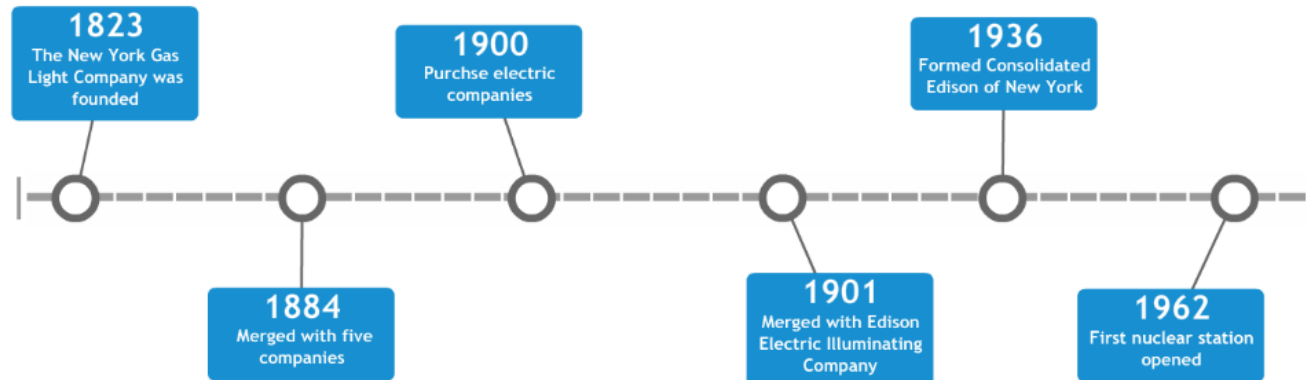 1823
The New York Gas
Light Company was
founded
1884
Merged with five
companies
1900
Purchse electric
companies
1901
Merged with Edison
Electric Illuminating
Company
1936
Formed Consolidated
Edison of New York
1962
First nuclear station
opened